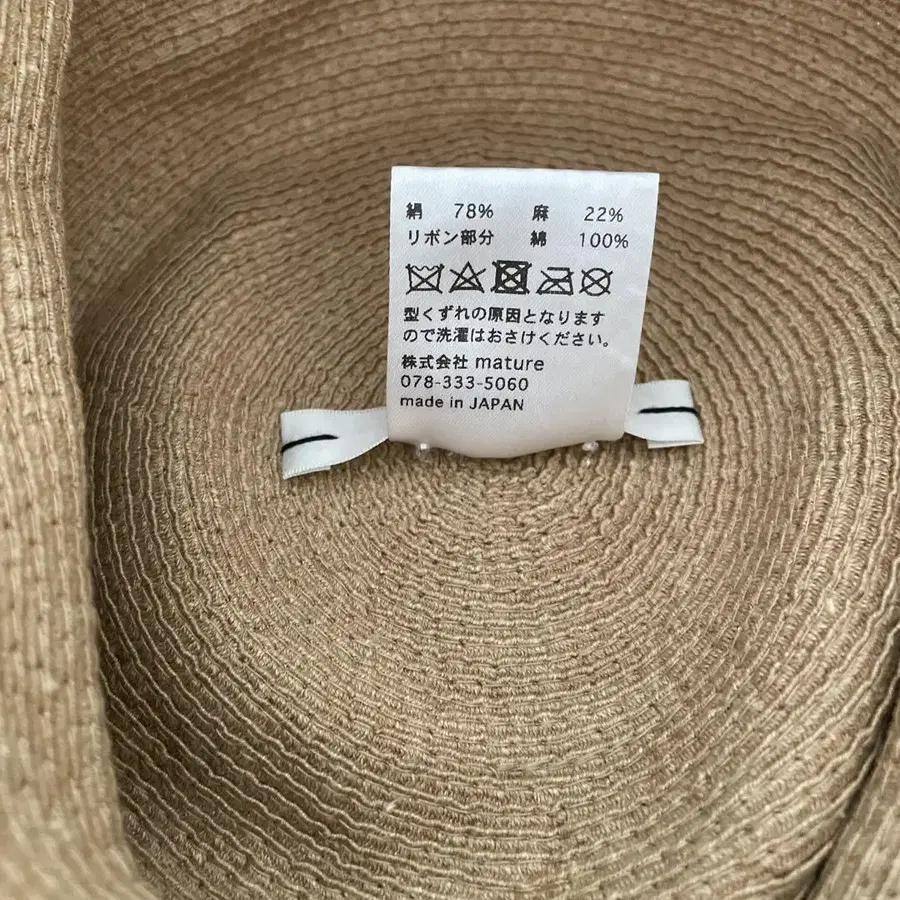 絹 78% 麻 22%
リボン部分 綿 100%
型くずれの原因となります
ので洗濯はおさけください。
株式会社 mature
078-333-5060
made in JAPAN